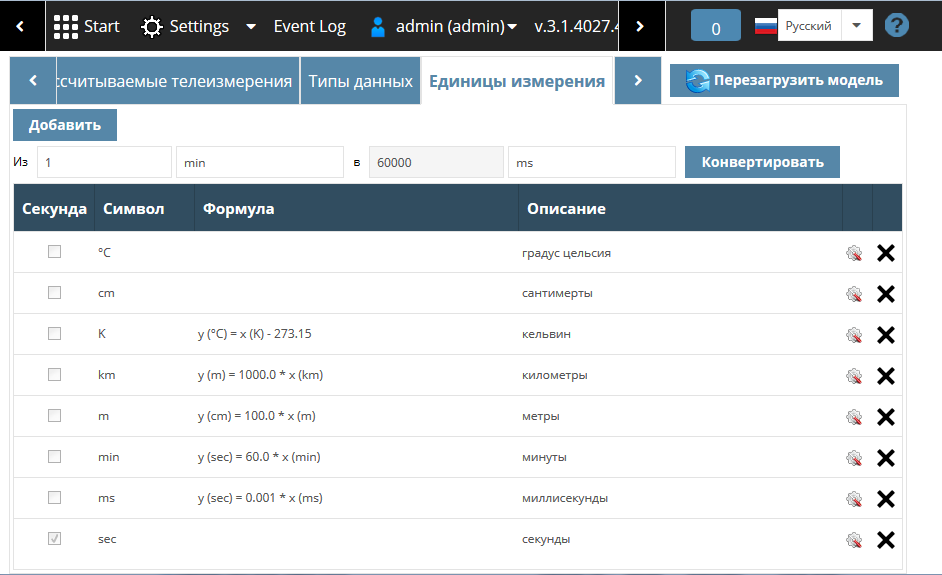 Start Settings Event Log admin (admin) v.3.1.4027.4 0 Русский ?
ссчитываемые телеизмерения Типы данных Единицы измерения Перезагрузить модель
Добавить
Из 1 min в 60000 ms Конвертировать
Секунда Символ Формула Описание
°C градус цельсия
cm сантимерты
K y (°C) = x (K) - 273.15 кельвин
km y (m) = 1000.0 * x (km) километры
m y (cm) = 100.0 * x (m) метры
min y (sec) = 60.0 * x (min) минуты
ms y (sec) = 0.001 * x (ms) миллисекунды
sec секунды